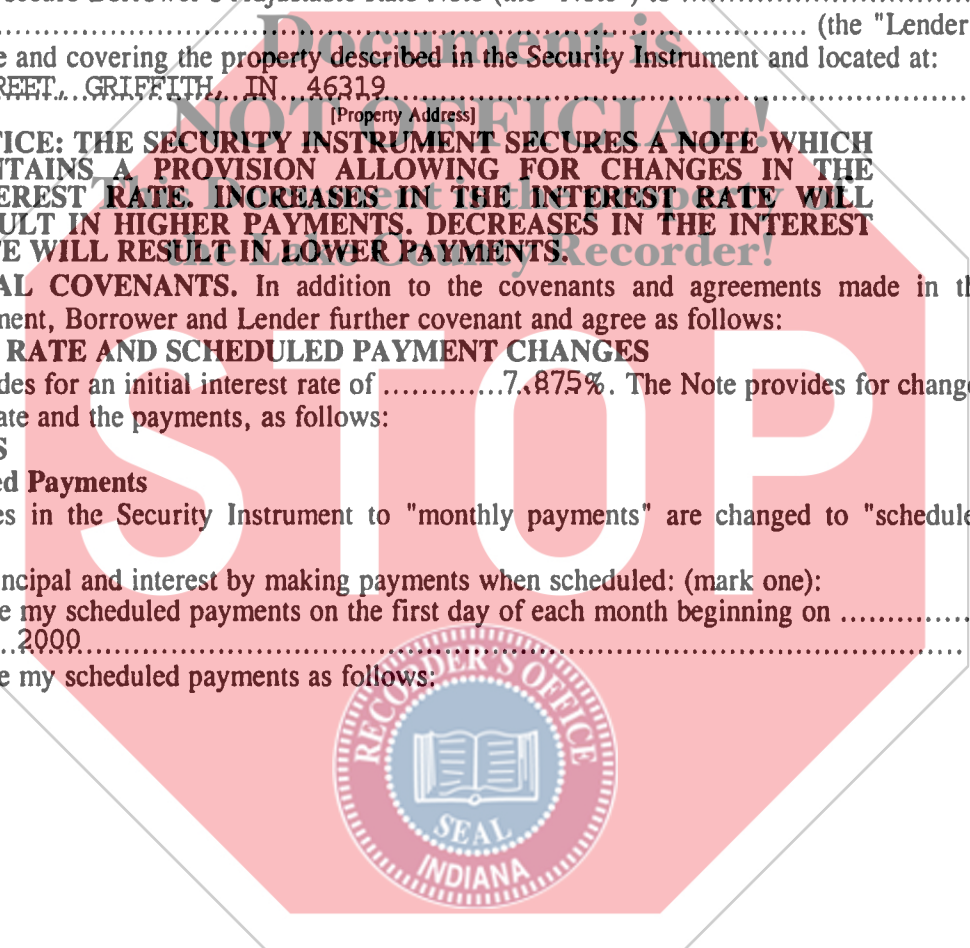 secure Borrower's Adjustable Rate Note (the "Note") to
(the "Lender
e and covering the property described in the Security Instrument and located at:
REET, GRIFFITH, IN 46319
[Property Address]
TICE: THE SECURITY INSTRUMENT SECURES A NOTE WHICH
NTAINS A PROVISION ALLOWING FOR CHANGES IN THE
EREST RATE. INCREASES IN THE INTEREST RATE WILL
ULT IN HIGHER PAYMENTS. DECREASES IN THE INTEREST
E WILL RESULT IN LOWER PAYMENTS.
AL COVENANTS. In addition to the covenants and agreements made in th
ment, Borrower and Lender further covenant and agree as follows:
RATE AND SCHEDULED PAYMENT CHANGES
des for an initial interest rate of .............7.875%. The Note provides for change
ate and the payments, as follows:
S
ed Payments
es in the Security Instrument to "monthly payments" are changed to "schedule
ncipal and interest by making payments when scheduled: (mark one):
e my scheduled payments on the first day of each month beginning on
2000
e my scheduled payments as follows:
Document is
NOT OFFICIAL!
This Document is the property
the Lake County Recorder!
STOP
RECORDER'S OFFICE
SEAL
INDIANA